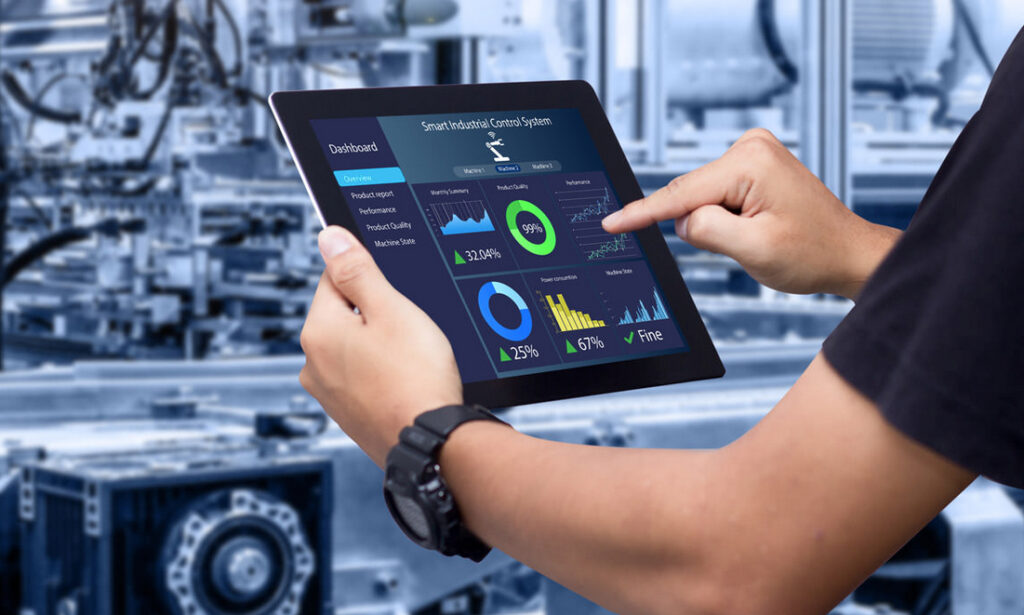 Smart Industrial Control System
Dashboard
Machine 1 Machine 2 Machine 3
Overview
Product report
Performance
Product Quality
Machine State
Monthly Summary
Product Quality
Performance
99%
32.04%
Power consumtion
Machine State
25%
67%
Fine